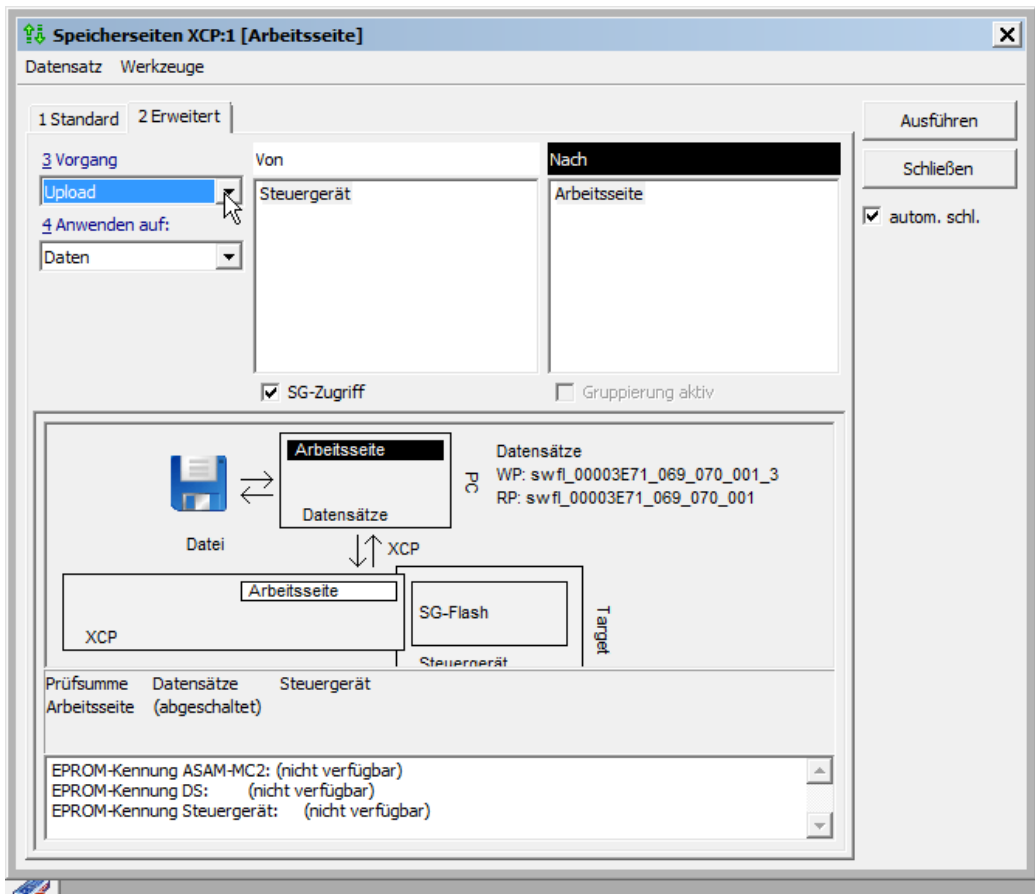 Speicherseiten XCP:1 [Arbeitsseite]
Datensatz Werkzeuge
1 Standard 2 Erweitert
Ausführen
Schließen
autom. schl.
3 Vorgang
Upload
4 Anwenden auf:
Daten
Von
Steuergerät
SG-Zugriff
Nach
Arbeitsseite
Gruppierung aktiv
Arbeitsseite
Datensätze
PC
Datensätze
WP: swfl_00003E71_069_070_001_3
RP: swfl_00003E71_069_070_001
Datei
XCP
Arbeitsseite
XCP
SG-Flash
Steuergerät
Target
Prüfsumme Datensätze Steuergerät
Arbeitsseite (abgeschaltet)
EPROM-Kennung ASAM-MC2: (nicht verfügbar)
EPROM-Kennung DS: (nicht verfügbar)
EPROM-Kennung Steuergerät: (nicht verfügbar)